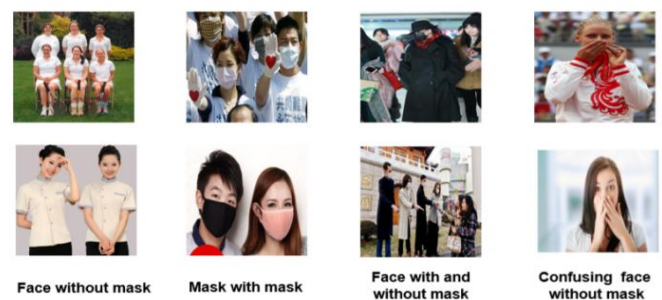 Face without mask
Mask with mask
Face with and
without mask
Confusing face
without mask